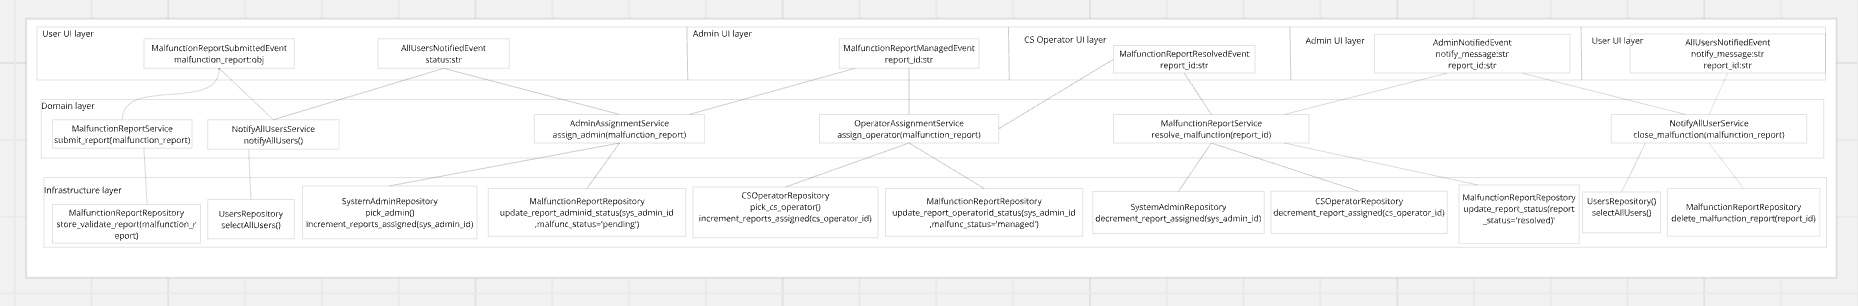 User UI layer
MalfunctionReportSubmittedEvent
malfunction_report:obj
AllUsersNotifiedEvent
status:str
Admin UI layer
MalfunctionReportManagedEvent
report_id:str
CS Operator UI layer
MalfunctionReportResolvedEvent
report_id:str
Admin UI layer
AdminNotifiedEvent
notify_message:str
report_id:str
User UI layer
AllUsersNotifiedEvent
notify_message:str
report_id:str
Domain layer
MalfunctionReportService
submit_report(malfunction_report)
NotifyAllUsersService
notifyAllUsers()
AdminAssignmentService
assign_admin(malfunction_report)
OperatorAssignmentService
assign_operator(malfunction_report)
MalfunctionReportService
resolve_malfunction(report_id)
NotifyAllUserService
close_malfunction(malfunction_report)
Infrastructure layer
MalfunctionReportRepository
store_validate_report((malfunction_r
eport)
UsersRepository
selectAllUsers()
SystemAdminRepository
pick_admin()
increment_reports_assigned(sys_admin_id)
MalfunctionReportRepository
update_report_adminId_status(sys_admin_id
,malfunc_status='pending')
CSOperatorRepository
pick_cs_operator()
increment_reports_assigned(cs_operator_id)
MalfunctionReportRepository
update_report_operatorId_status(sys_admin_id
,malfunc_status='managed')
SystemAdminRepository
decrement_report_assigned(sys_admin_id)
CSOperatorRepository
decrement_report_assigned(cs_operator_id)
MalfunctionReportRepostory
update_report_status(report
_status='resolved)'
UsersRepository()
selectAllUsers()
MalfunctionReportRepository
delete_malfunction_report(report_id)